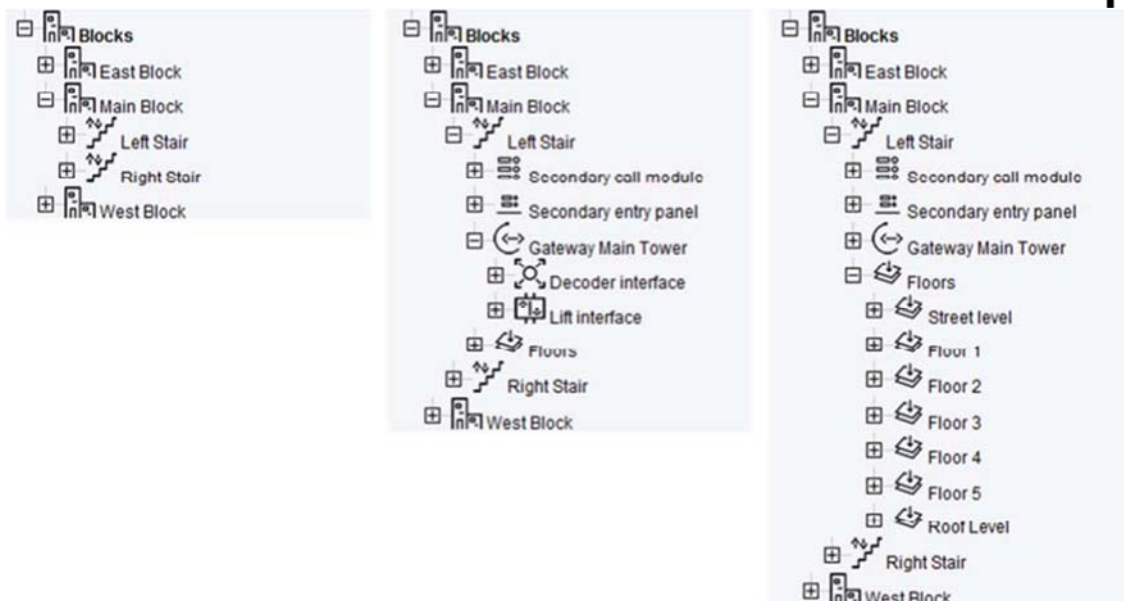 Blocks
East Block
Main Block
Left Stair
Right Stair
West Block
Blocks
East Block
Main Block
Left Stair
Secondary call module
Secondary entry panel
Gateway Main Tower
Decoder interface
Lift interface
Floors
Right Stair
West Block
Blocks
East Block
Main Block
Left Stair
Secondary call module
Secondary entry panel
Gateway Main Tower
Floors
Street level
Floor 1
Floor 2
Floor 3
Floor 4
Floor 5
Roof Level
Right Stair
West Block